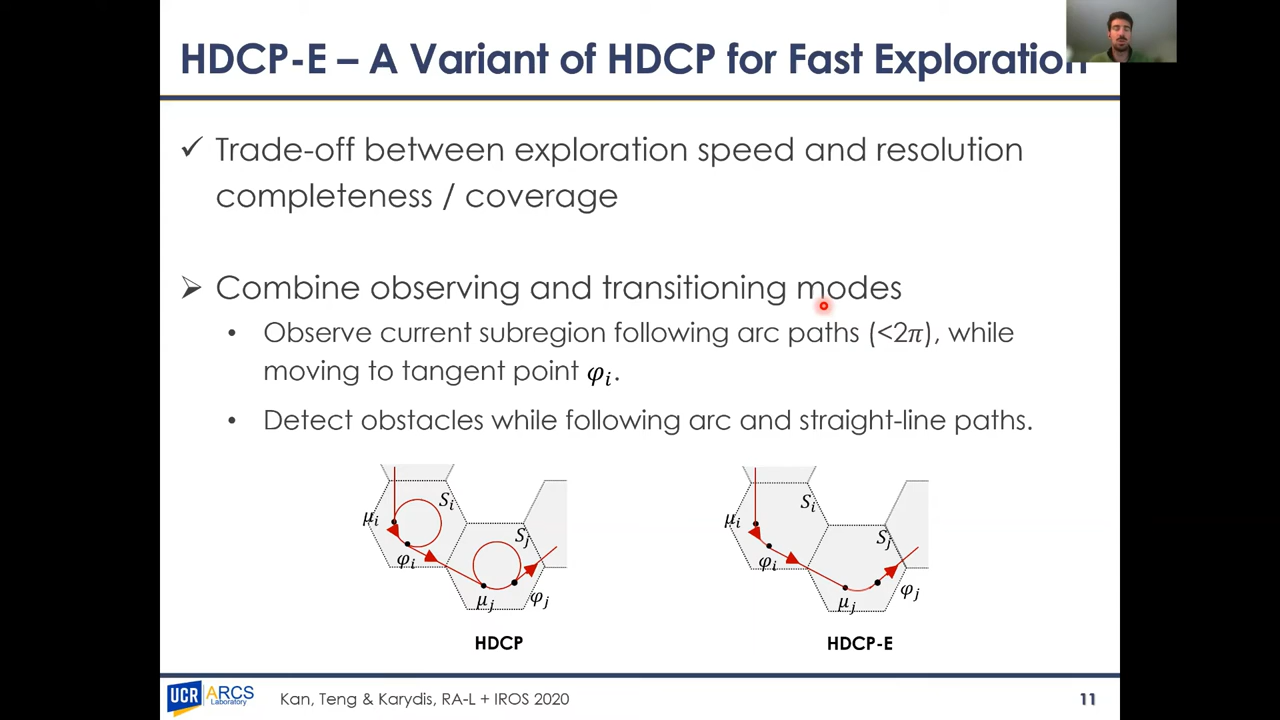 HDCP-E – A Variant of HDCP for Fast Exploration
✓ Trade-off between exploration speed and resolution
completeness / coverage
➢ Combine observing and transitioning modes
• Observe current subregion following arc paths (<2𝜋), while
moving to tangent point 𝜑ᵢ.
• Detect obstacles while following arc and straight-line paths.
μᵢ
Sᵢ
φᵢ
Sⱼ
μⱼ
φⱼ
HDCP
μᵢ
Sᵢ
φᵢ
Sⱼ
μⱼ
φⱼ
HDCP-E
UCR ARCS
Laboratory
Kan, Teng & Karydis, RA-L + IROS 2020
11